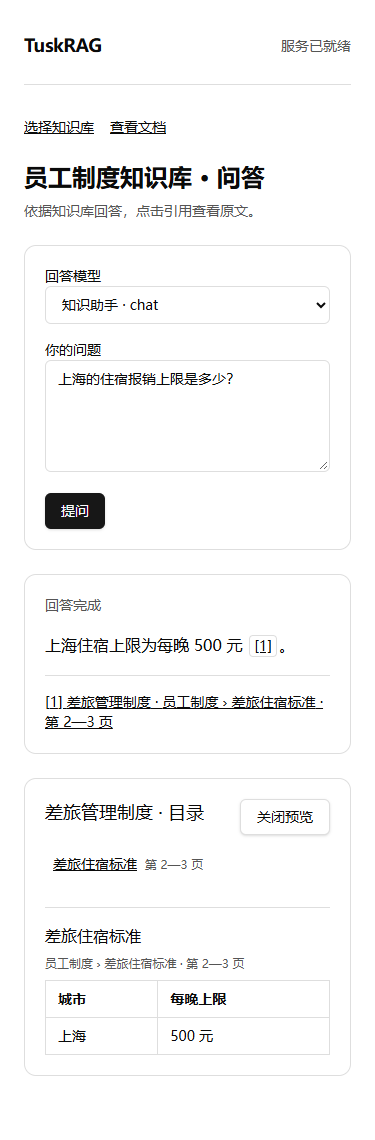 TuskRAG
服务已就绪
选择知识库 查看文档
员工制度知识库 · 问答
依据知识库回答，点击引用查看原文。
回答模型
知识助手 · chat
你的问题
上海的住宿报销上限是多少？
提问
回答完成
上海住宿上限为每晚 500 元 [1] 。
[1] 差旅管理制度 · 员工制度 › 差旅住宿标准 ·
第 2—3 页
差旅管理制度 · 目录
关闭预览
差旅住宿标准 第 2—3 页
差旅住宿标准
员工制度 › 差旅住宿标准 · 第 2—3 页
城市 每晚上限
上海 500 元